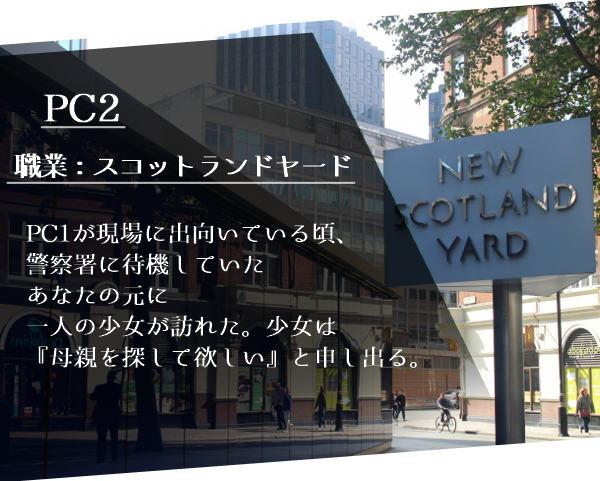 PC2
職業：スコットランドヤード
PC1が現場に出向いている頃、
警察署に待機していた
あなたの元に
一人の少女が訪れた。少女は
『母親を探して欲しい』と申し出る。
NEW
SCOTLAND
YARD